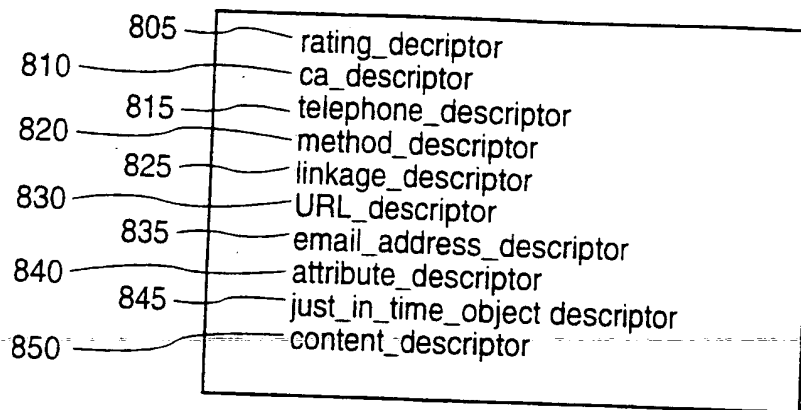 805 rating_decriptor
810 ca_descriptor
815 telephone_descriptor
820 method_descriptor
825 linkage_descriptor
830 URL_descriptor
835 email_address_descriptor
840 attribute_descriptor
845 just_in_time_object descriptor
850 content_descriptor